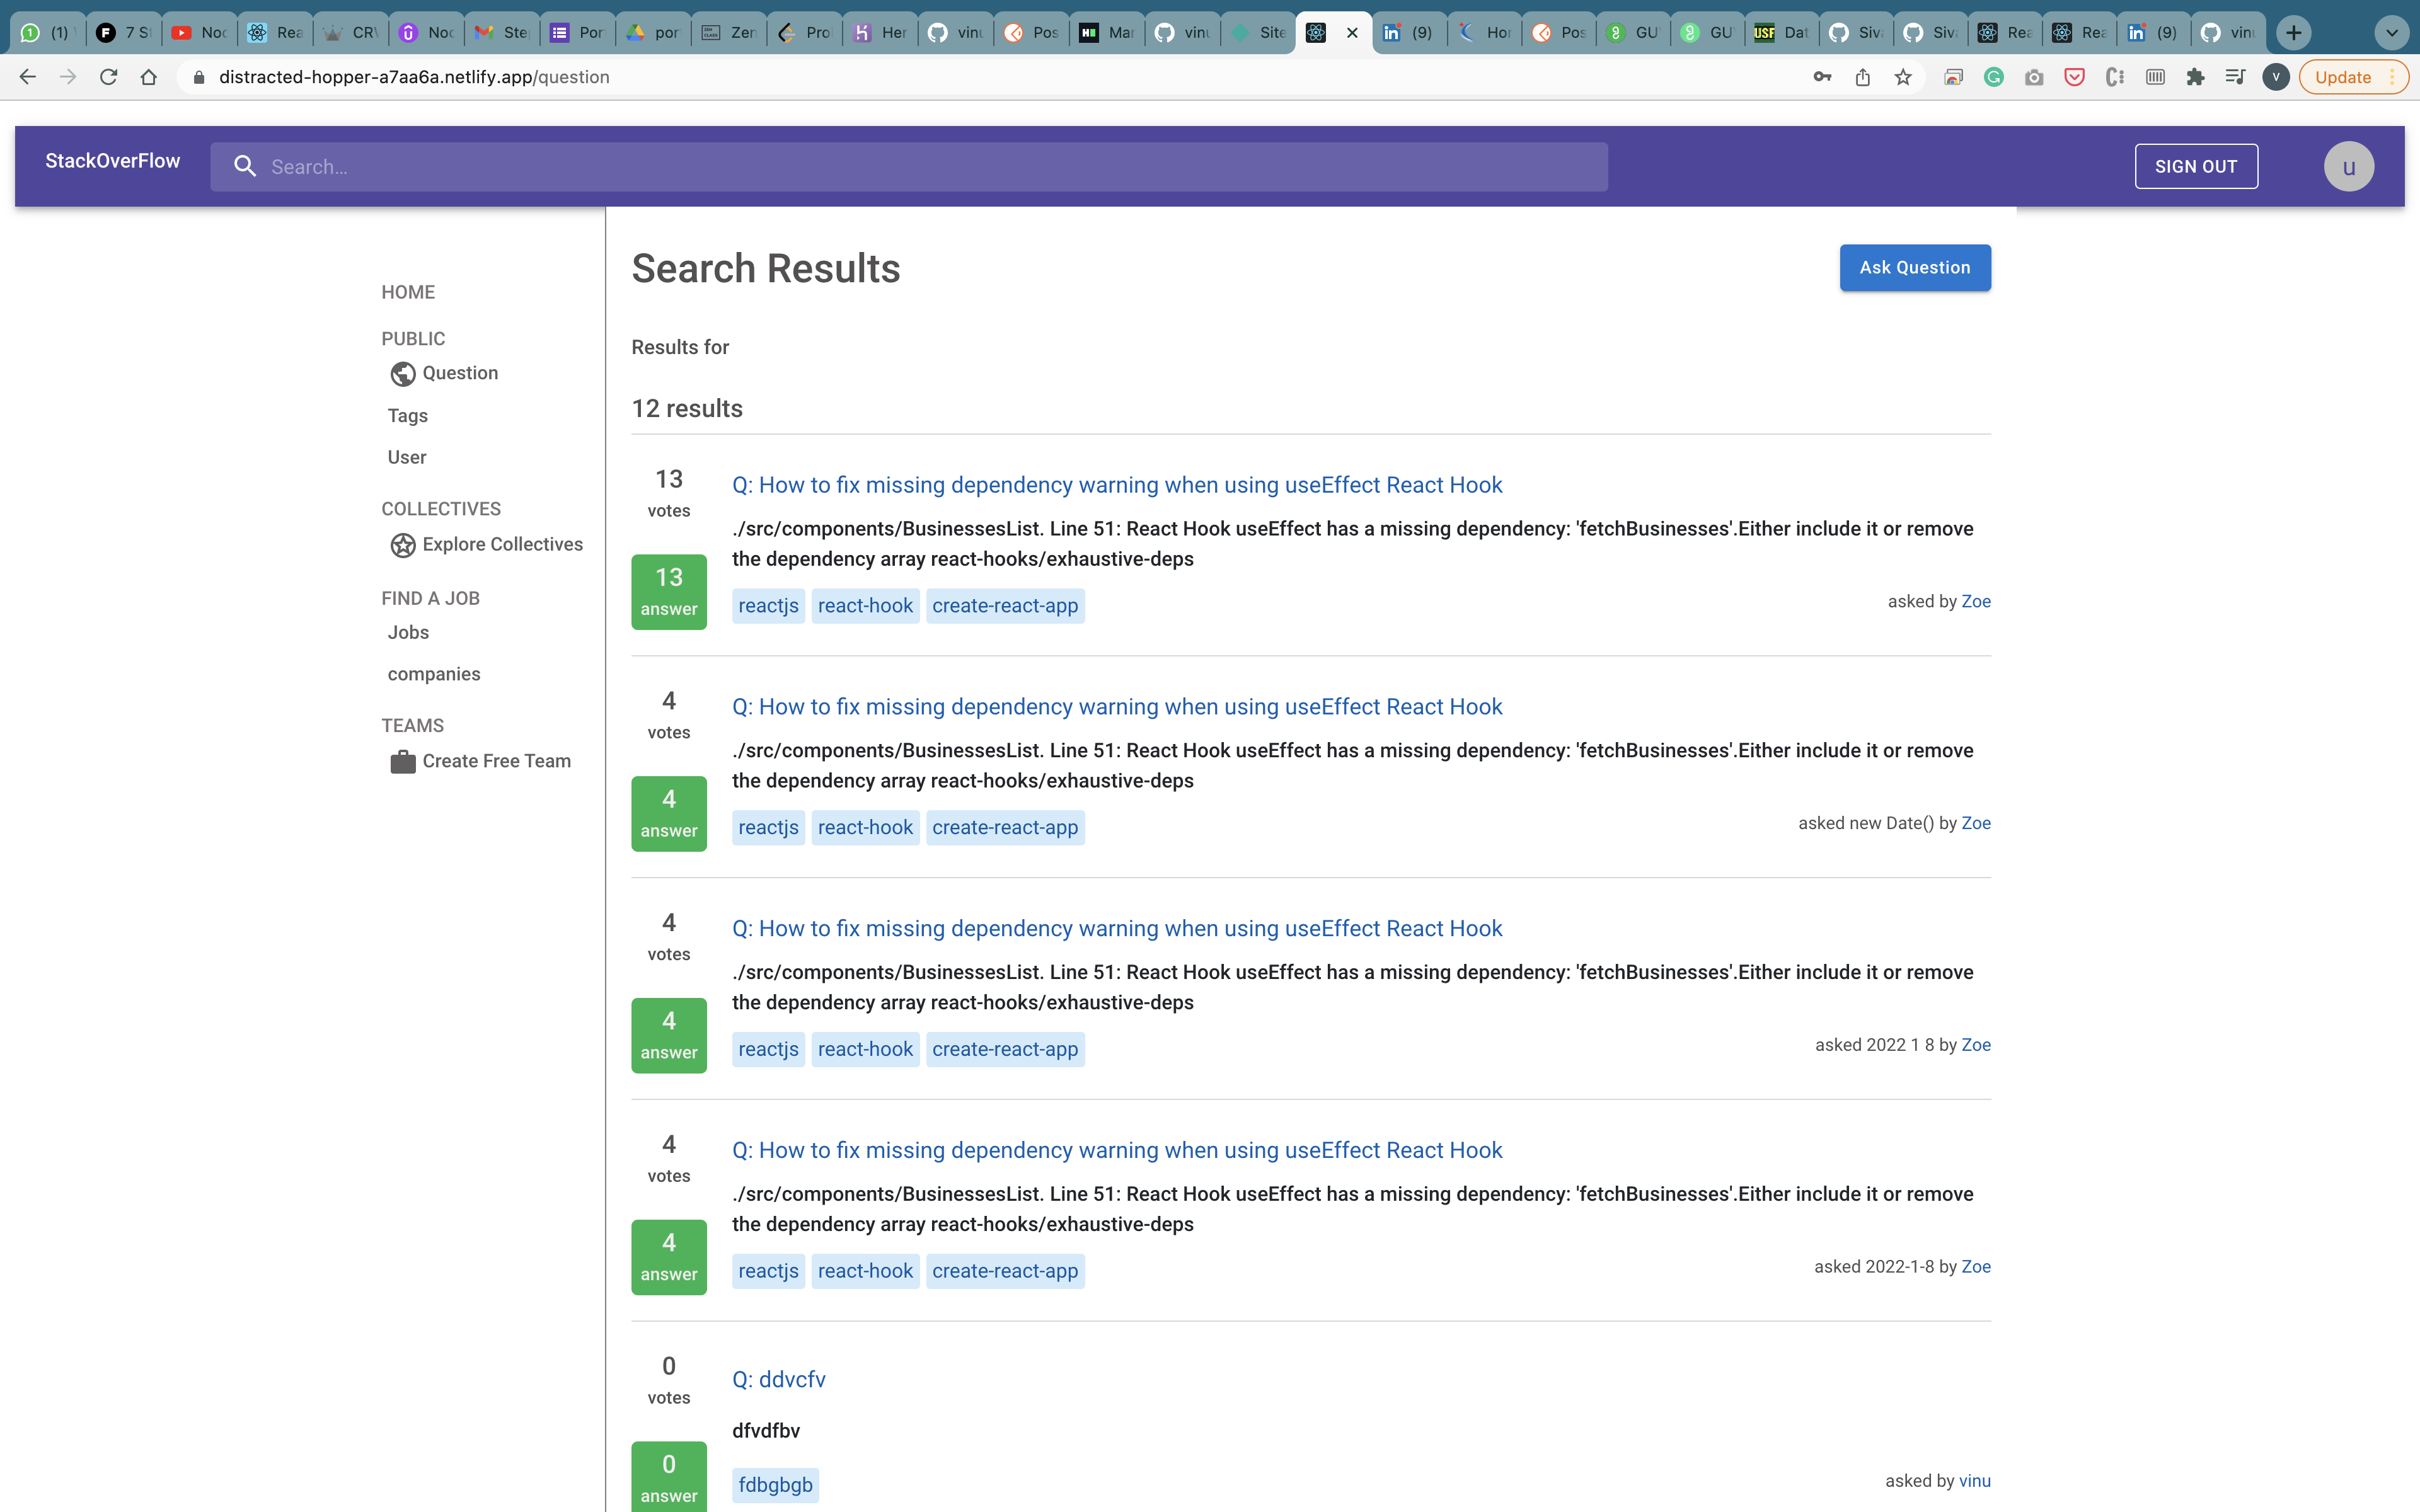 (1)
7 S
Noc
Rea
CRV
Noc
Ste
Por
por
Zer
Pro
Her
vinu
Pos
Mar
vinu
Site
(9)
Hor
Pos
GU
GU
Dat
Siva
Siva
Rea
Rea
(9)
vinu
distracted-hopper-a7aa6a.netlify.app/question
V
Update
StackOverFlow
Search…
SIGN OUT
u
HOME
PUBLIC
Question
Tags
User
COLLECTIVES
Explore Collectives
FIND A JOB
Jobs
companies
TEAMS
Create Free Team
Search Results
Ask Question
Results for
12 results
13
votes
13
answer
Q: How to fix missing dependency warning when using useEffect React Hook
./src/components/BusinessesList. Line 51: React Hook useEffect has a missing dependency: 'fetchBusinesses'.Either include it or remove
the dependency array react-hooks/exhaustive-deps
reactjs react-hook create-react-app
asked by Zoe
4
votes
4
answer
Q: How to fix missing dependency warning when using useEffect React Hook
./src/components/BusinessesList. Line 51: React Hook useEffect has a missing dependency: 'fetchBusinesses'.Either include it or remove
the dependency array react-hooks/exhaustive-deps
reactjs react-hook create-react-app
asked new Date() by Zoe
4
votes
4
answer
Q: How to fix missing dependency warning when using useEffect React Hook
./src/components/BusinessesList. Line 51: React Hook useEffect has a missing dependency: 'fetchBusinesses'.Either include it or remove
the dependency array react-hooks/exhaustive-deps
reactjs react-hook create-react-app
asked 2022 1 8 by Zoe
4
votes
4
answer
Q: How to fix missing dependency warning when using useEffect React Hook
./src/components/BusinessesList. Line 51: React Hook useEffect has a missing dependency: 'fetchBusinesses'.Either include it or remove
the dependency array react-hooks/exhaustive-deps
reactjs react-hook create-react-app
asked 2022-1-8 by Zoe
0
votes
0
answer
Q: ddvcfv
dfvdfbv
fdbgbgb
asked by vinu